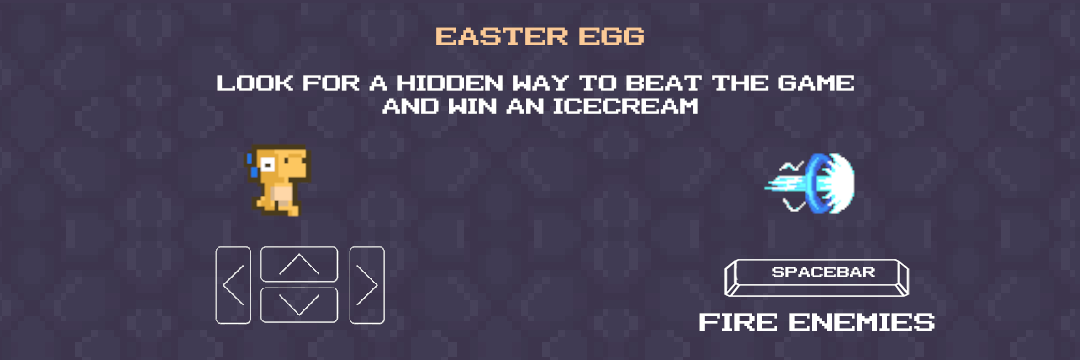 EASTER EGG
LOOK FOR A HIDDEN WAY TO BEAT THE GAME
AND WIN AN ICECREAM
SPACEBAR
FIRE ENEMIES